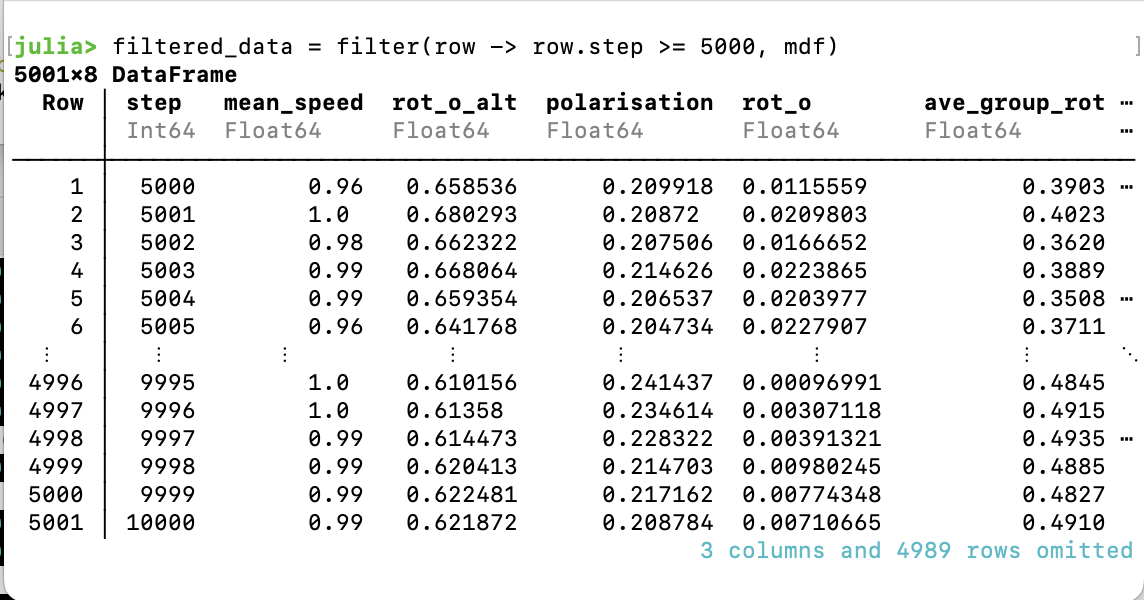 [julia> filtered_data = filter(row -> row.step >= 5000, mdf) ]
5001×8 DataFrame
Row │ step mean_speed rot_o_alt polarisation rot_o ave_group_rot ⋯
│ Int64 Float64 Float64 Float64 Float64 Float64 ⋯
1 │ 5000 0.96 0.658536 0.209918 0.0115559 0.3903 ⋯
2 │ 5001 1.0 0.680293 0.20872 0.0209803 0.4023
3 │ 5002 0.98 0.662322 0.207506 0.0166652 0.3620
4 │ 5003 0.99 0.668064 0.214626 0.0223865 0.3889
5 │ 5004 0.99 0.659354 0.206537 0.0203977 0.3508 ⋯
6 │ 5005 0.96 0.641768 0.204734 0.0227907 0.3711
⋮ │ ⋮ ⋮ ⋮ ⋮ ⋮ ⋮ ⋱
4996 │ 9995 1.0 0.610156 0.241437 0.00096991 0.4845
4997 │ 9996 1.0 0.61358 0.234614 0.00307118 0.4915
4998 │ 9997 0.99 0.614473 0.228322 0.00391321 0.4935 ⋯
4999 │ 9998 0.99 0.620413 0.214703 0.00980245 0.4885
5000 │ 9999 0.99 0.622481 0.217162 0.00774348 0.4827
5001 │ 10000 0.99 0.621872 0.208784 0.00710665 0.4910
3 columns and 4989 rows omitted